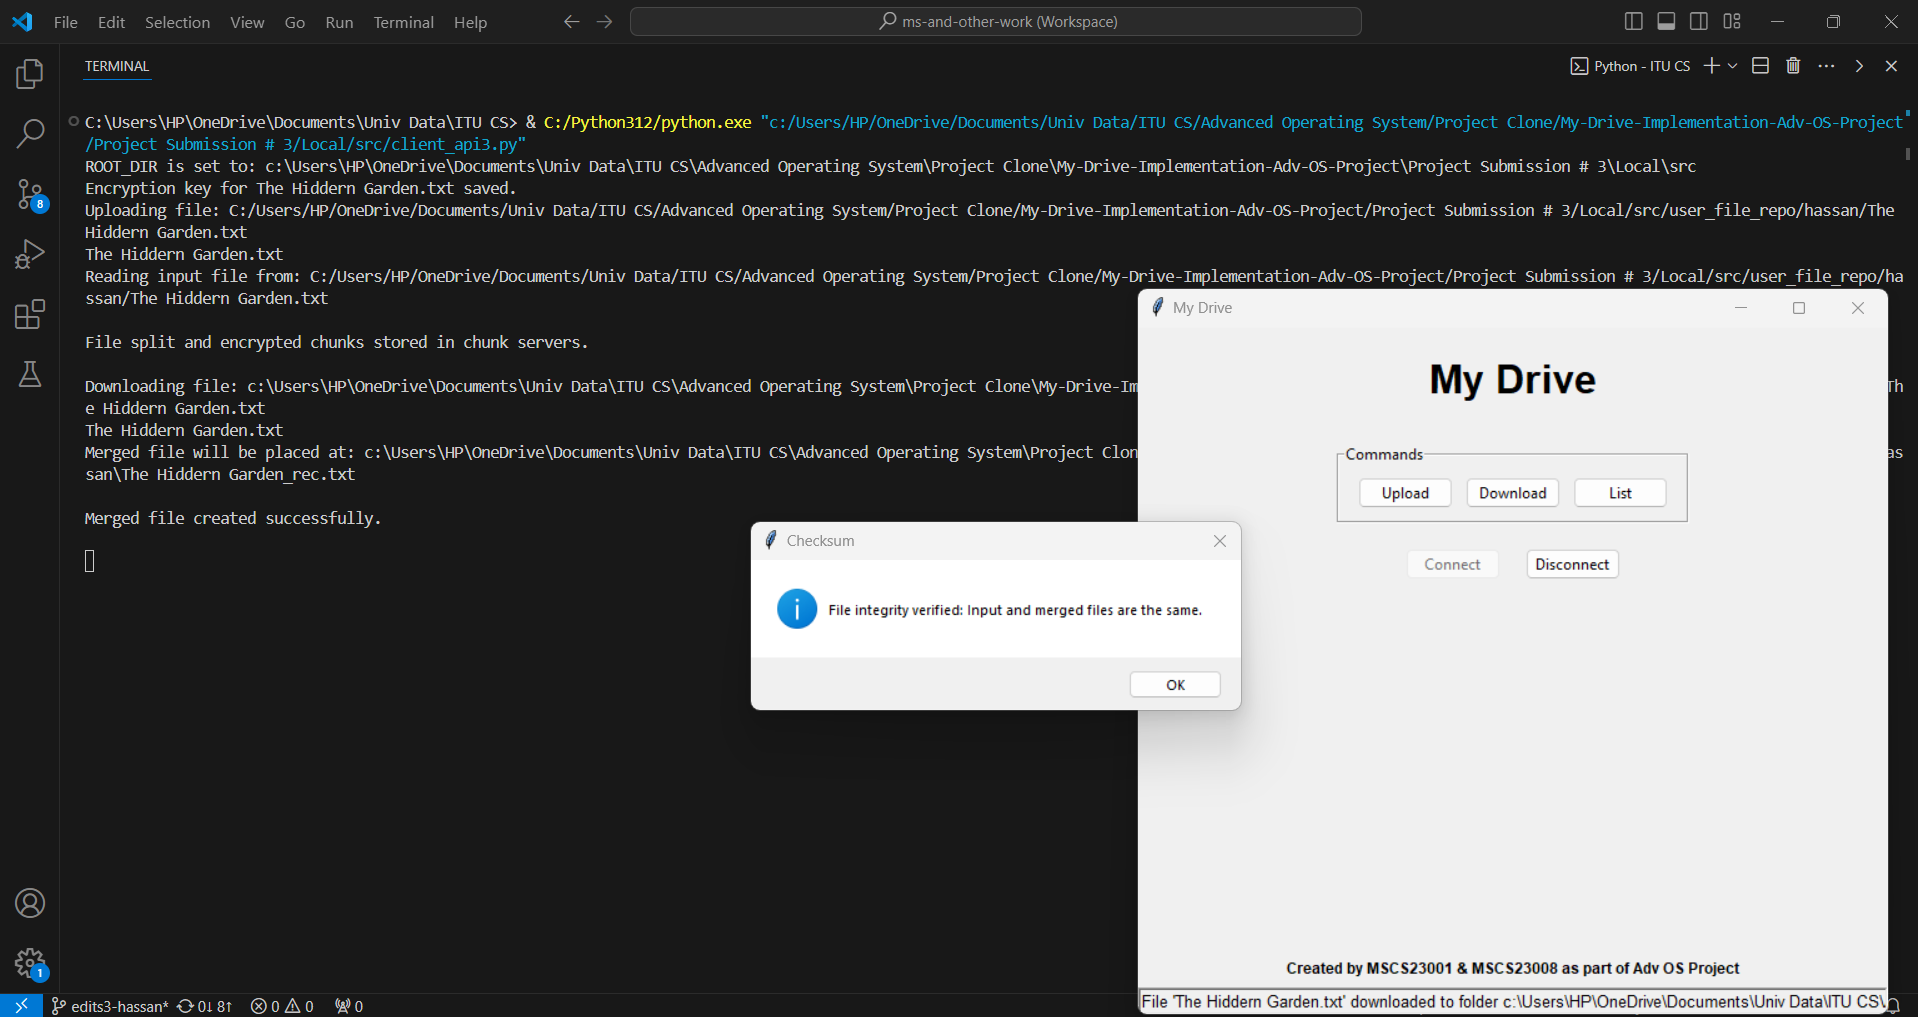 File Edit Selection View Go Run Terminal Help
ms-and-other-work (Workspace)
TERMINAL
Python - ITU CS
C:\Users\HP\OneDrive\Documents\Univ Data\ITU CS> & C:/Python312/python.exe "c:/Users/HP/OneDrive/Documents/Univ Data/ITU CS/Advanced Operating System/Project Clone/My-Drive-Implementation-Adv-OS-Project
/Project Submission # 3/Local/src/client_api3.py"
ROOT_DIR is set to: c:\Users\HP\OneDrive\Documents\Univ Data\ITU CS\Advanced Operating System\Project Clone\My-Drive-Implementation-Adv-OS-Project\Project Submission # 3\Local\src
Encryption key for The Hiddern Garden.txt saved.
Uploading file: C:/Users/HP/OneDrive/Documents/Univ Data/ITU CS/Advanced Operating System/Project Clone/My-Drive-Implementation-Adv-OS-Project/Project Submission # 3/Local/src/user_file_repo/hassan/The
Hiddern Garden.txt
The Hiddern Garden.txt
Reading input file from: C:/Users/HP/OneDrive/Documents/Univ Data/ITU CS/Advanced Operating System/Project Clone/My-Drive-Implementation-Adv-OS-Project/Project Submission # 3/Local/src/user_file_repo/ha
ssan/The Hiddern Garden.txt
File split and encrypted chunks stored in chunk servers.
Downloading file: c:\Users\HP\OneDrive\Documents\Univ Data\ITU CS\Advanced Operating System\Project Clone\My-Drive-Im Th
e Hiddern Garden.txt
The Hiddern Garden.txt
Merged file will be placed at: c:\Users\HP\OneDrive\Documents\Univ Data\ITU CS\Advanced Operating System\Project Clon as
san\The Hiddern Garden_rec.txt
Merged file created successfully.
My Drive
My Drive
Commands
Upload Download List
Connect Disconnect
Checksum
File integrity verified: Input and merged files are the same.
OK
Created by MSCS23001 & MSCS23008 as part of Adv OS Project
File 'The Hiddern Garden.txt' downloaded to folder c:\Users\HP\OneDrive\Documents\Univ Data\ITU CS\
8
1
edits3-hassan* 0↓ 8↑ 0 0 0